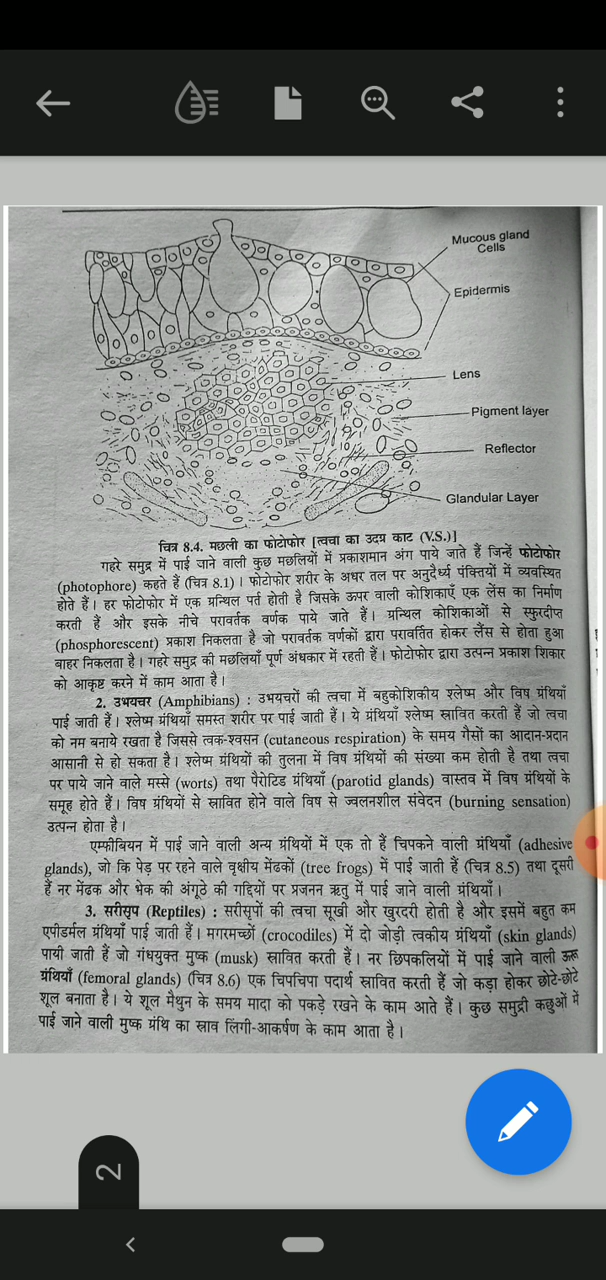 Mucous gland
Cells
Epidermis
Lens
Pigment layer
Reflector
Glandular Layer
चित्र 8.4. मछली का फोटोफोर [त्वचा का उदग्र काट (V.S.)]
गहरे समुद्र में पाई जाने वाली कुछ मछलियों में प्रकाशमान अंग पाये जाते हैं जिन्हें फोटोफोर
(photophore) कहते हैं (चित्र 8.1)। फोटोफोर शरीर के अधर तल पर अनुदैर्ध्य पंक्तियों में व्यवस्थित
होते हैं। हर फोटोफोर में एक ग्रन्थिल पर्त होती है जिसके ऊपर वाली कोशिकाएँ एक लेंस का निर्माण
करती हैं और इसके नीचे परावर्तक वर्णक पाये जाते हैं। ग्रन्थिल कोशिकाओं से स्फुरदीप्त
(phosphorescent) प्रकाश निकलता है जो परावर्तक वर्णकों द्वारा परावर्तित होकर लैंस से होता हुआ
बाहर निकलता है। गहरे समुद्र की मछलियाँ पूर्ण अंधकार में रहती हैं। फोटोफोर द्वारा उत्पन्न प्रकाश शिकार
को आकृष्ट करने में काम आता है।
2. उभयचर (Amphibians) : उभयचरों की त्वचा में बहुकोशिकीय श्लेष्म और विष ग्रंथियाँ
पाई जाती हैं। श्लेष्म ग्रंथियाँ समस्त शरीर पर पाई जाती हैं। ये ग्रंथियाँ श्लेष्म स्रावित करती हैं जो त्वचा
को नम बनाये रखता है जिससे त्वक-श्वसन (cutaneous respiration) के समय गैसों का आदान-प्रदान
आसानी से हो सकता है। श्लेष्म ग्रंथियों की तुलना में विष ग्रंथियों की संख्या कम होती है तथा त्वचा
पर पाये जाने वाले मस्से (worts) तथा पैरोटिड ग्रंथियाँ (parotid glands) वास्तव में विष ग्रंथियों के
समूह होते हैं। विष ग्रंथियों से स्रावित होने वाले विष से ज्वलनशील संवेदन (burning sensation)
उत्पन्न होता है।
एम्फीबियन में पाई जाने वाली अन्य ग्रंथियों में एक तो हैं चिपकने वाली ग्रंथियाँ (adhesive
glands), जो कि पेड़ पर रहने वाले वृक्षीय मेंढकों (tree frogs) में पाई जाती हैं (चित्र 8.5) तथा दूसरी
हैं नर मेंढक और भेक की अंगूठे की गद्दियों पर प्रजनन ऋतु में पाई जाने वाली ग्रंथियाँ।
3. सरीसृप (Reptiles) : सरीसृपों की त्वचा सूखी और खुरदरी होती है और इसमें बहुत कम
एपीडर्मल ग्रंथियाँ पाई जाती हैं। मगरमच्छों (crocodiles) में दो जोड़ी त्वकीय ग्रंथियाँ (skin glands)
पायी जाती हैं जो गंधयुक्त मुष्क (musk) स्रावित करती हैं। नर छिपकलियों में पाई जाने वाली ऊरू
ग्रंथियाँ (femoral glands) (चित्र 8.6) एक चिपचिपा पदार्थ स्रावित करती हैं जो कड़ा होकर छोटे-छोटे
शूल बनाता है। ये शूल मैथुन के समय मादा को पकड़े रखने के काम आते हैं। कुछ समुद्री कछुओं में
पाई जाने वाली मुष्क ग्रंथि का स्राव लिंगी-आकर्षण के काम आता है।
2